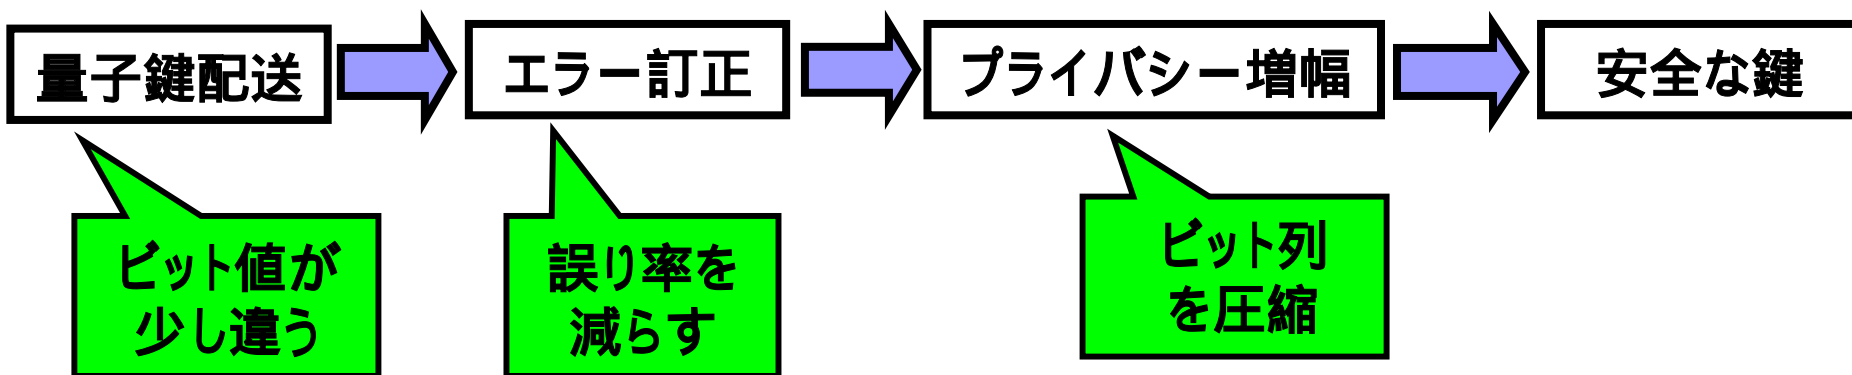 量子鍵配送
エラー訂正
プライバシー増幅
安全な鍵
ビット値が
少し違う
誤り率を
減らす
ビット列
を圧縮